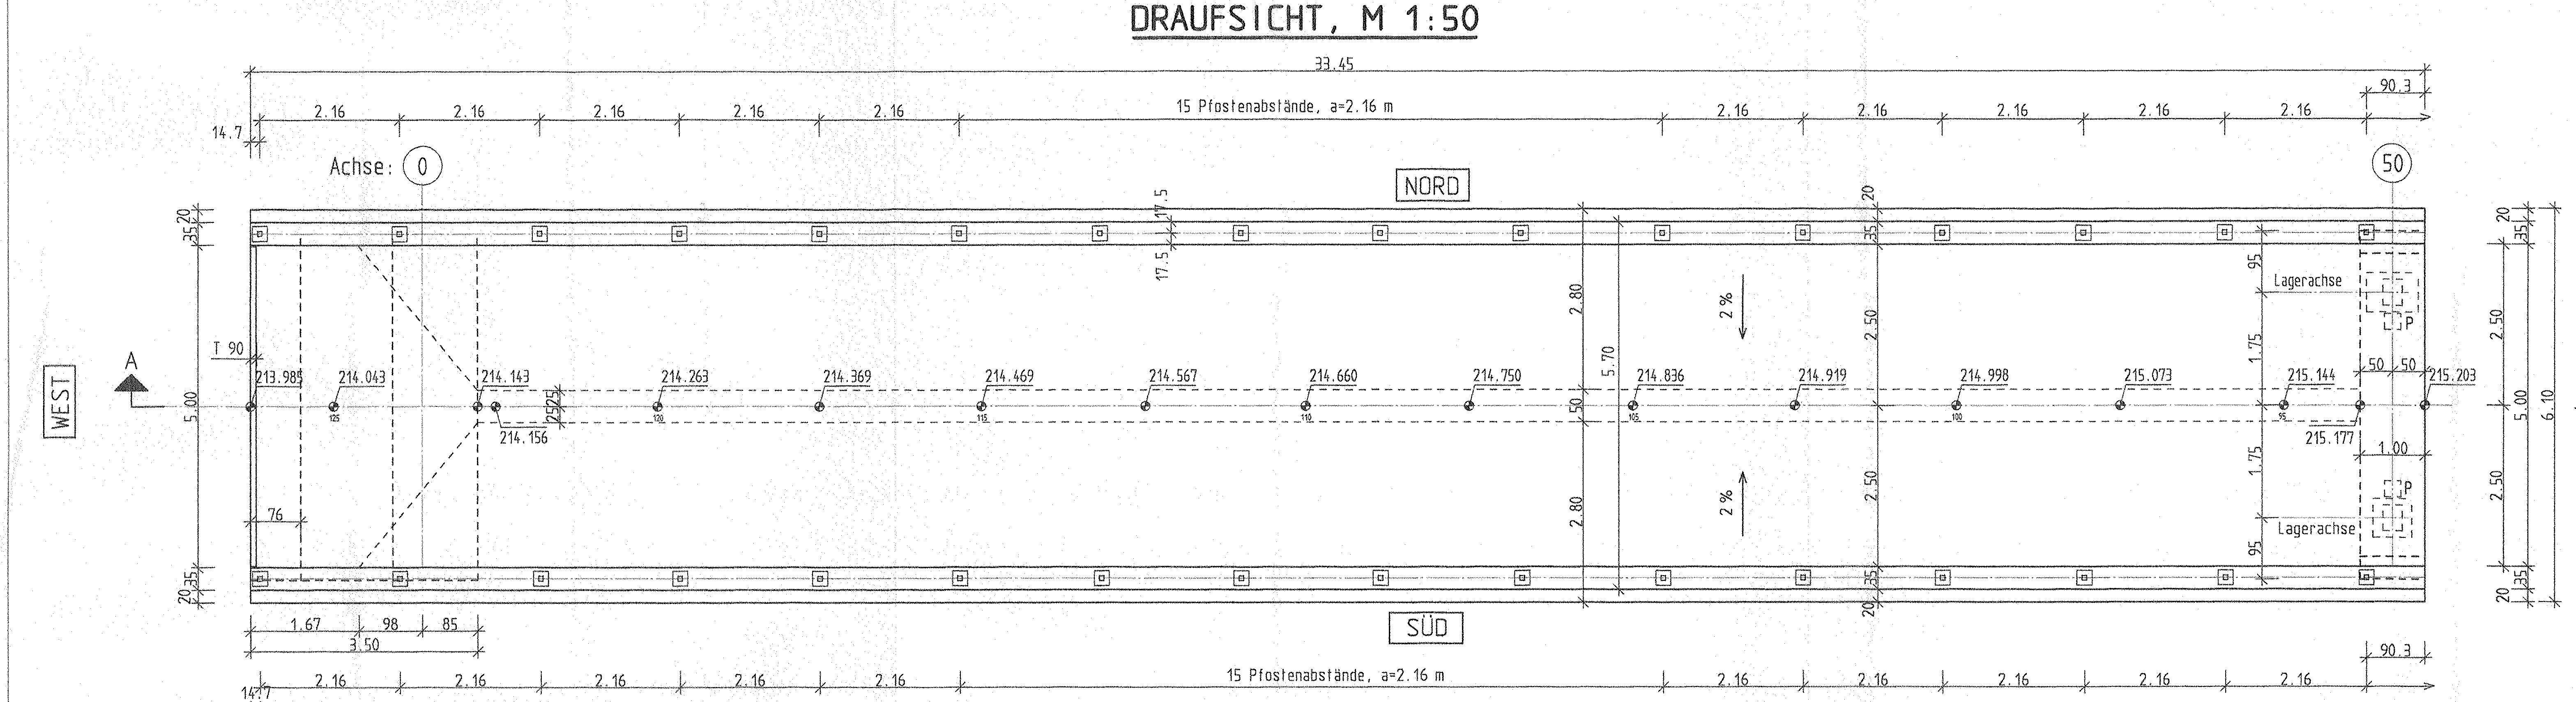 DRAUFSICHT, M 1:50
33.45
90.3
2.16 2.16 2.16 2.16 2.16 15 Pfostenabstände, a=2.16 m 2.16 2.16 2.16 2.16 2.16
14.7
Achse: 0 50
NORD
20 17.5 20 20
35 35 35 35
17.5
95
Lagerachse
2.80 2% 2.50 2.50
P
1.75
T 90
5.70
A
WEST
213.985 214.043 214.143 214.263 214.369 214.469 214.567 214.660 214.750 214.836 214.919 214.998 215.073 215.144 50 50 215.203
5.00 25 25 50 5.00 6.10
125 120 115 110 105 100 95
214.156 215.177
1.00
1.75
2.80 2% 2.50 2.50
P
76
Lagerachse
95
35 35 35
20 20 20
1.67 98 85
SÜD
3.50
90.3
14.7 2.16 2.16 2.16 2.16 2.16 15 Pfostenabstände, a=2.16 m 2.16 2.16 2.16 2.16 2.16